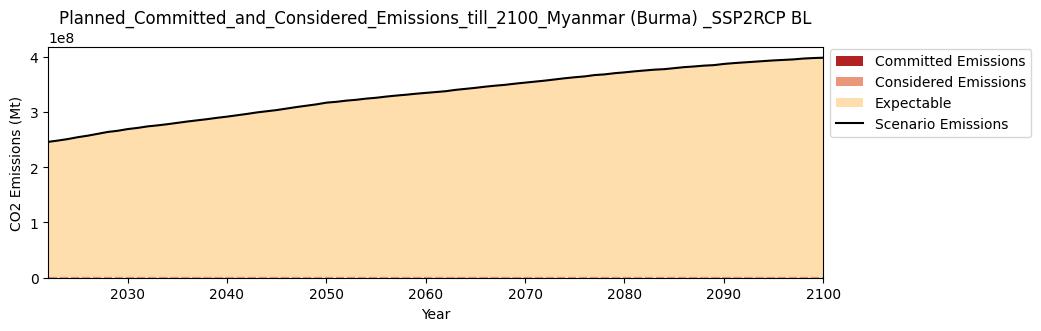 Planned_Committed_and_Considered_Emissions_till_2100_Myanmar (Burma) _SSP2RCP BL
1e8
Committed Emissions
Considered Emissions
Expectable
Scenario Emissions
CO2 Emissions (Mt)
4
3
2
1
0
2030 2040 2050 2060 2070 2080 2090 2100
Year